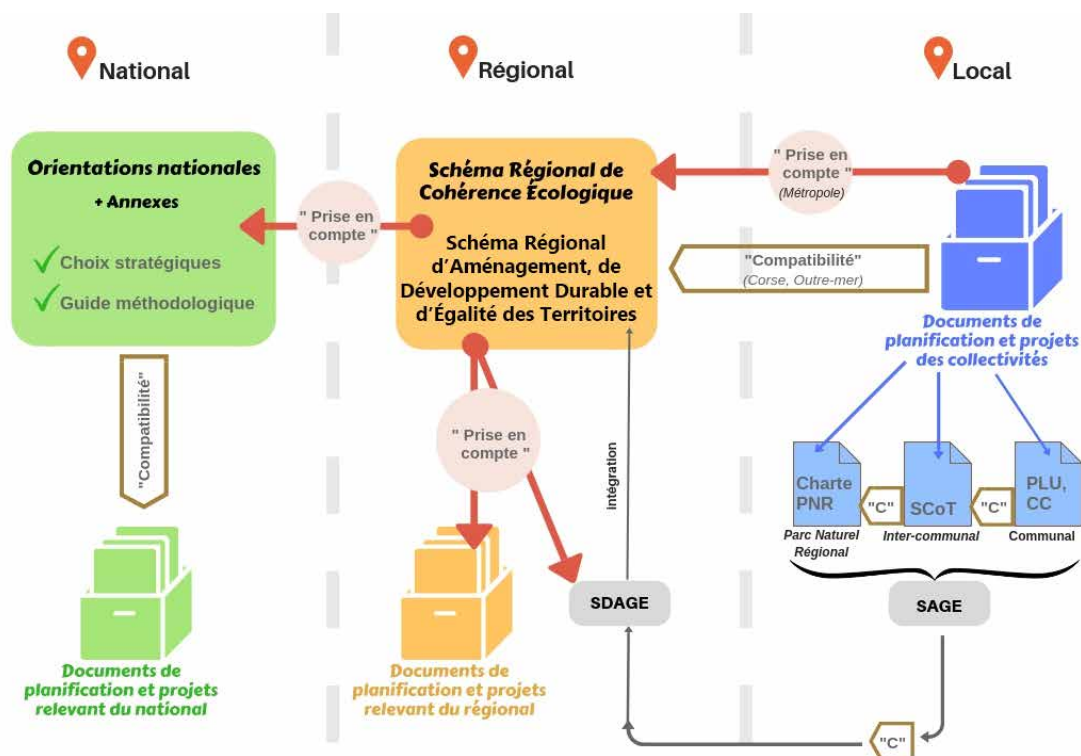 National
Régional
Local
Orientations nationales
+ Annexes
Choix stratégiques
Guide méthodologique
" Prise en
compte "
Schéma Régional de
Cohérence Écologique
Schéma Régional
d'Aménagement, de
Développement Durable et
d'Égalité des Territoires
" Prise en
compte "
(Métropole)
"Compatibilité"
(Corse, Outre-mer)
Documents de
planification et projets
des collectivités
"Compatibilité"
" Prise en
compte "
Intégration
Charte
PNR
"C"
SCoT
"C"
PLU,
CC
Parc Naturel
Régional
Inter-communal
Communal
SDAGE
SAGE
Documents de
planification et projets
relevant du national
Documents de
planification et projets
relevant du régional
"C"